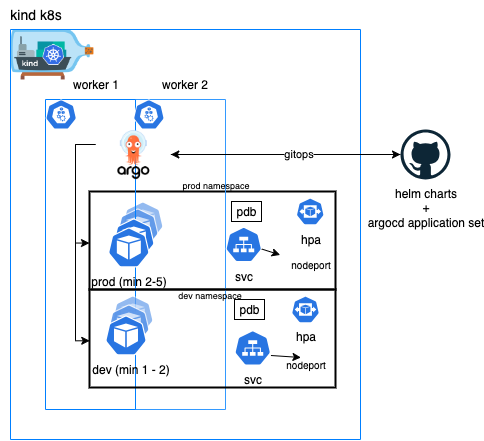 kind k8s
kind
worker 1
worker 2
argo
gitops
helm charts
+
argocd application set
prod namespace
pdb
hpa
svc
nodeport
prod (min 2-5)
dev namespace
pdb
hpa
svc
nodeport
dev (min 1 - 2)